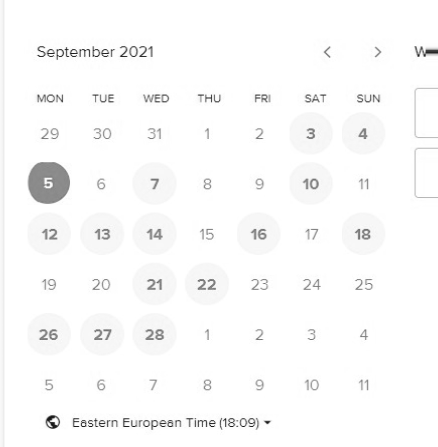 September 2021
MON TUE WED THU FRI SAT SUN
29 30 31 1 2 3 4
5 6 7 8 9 10 11
12 13 14 15 16 17 18
19 20 21 22 23 24 25
26 27 28 1 2 3 4
5 6 7 8 9 10 11
Eastern European Time (18:09)